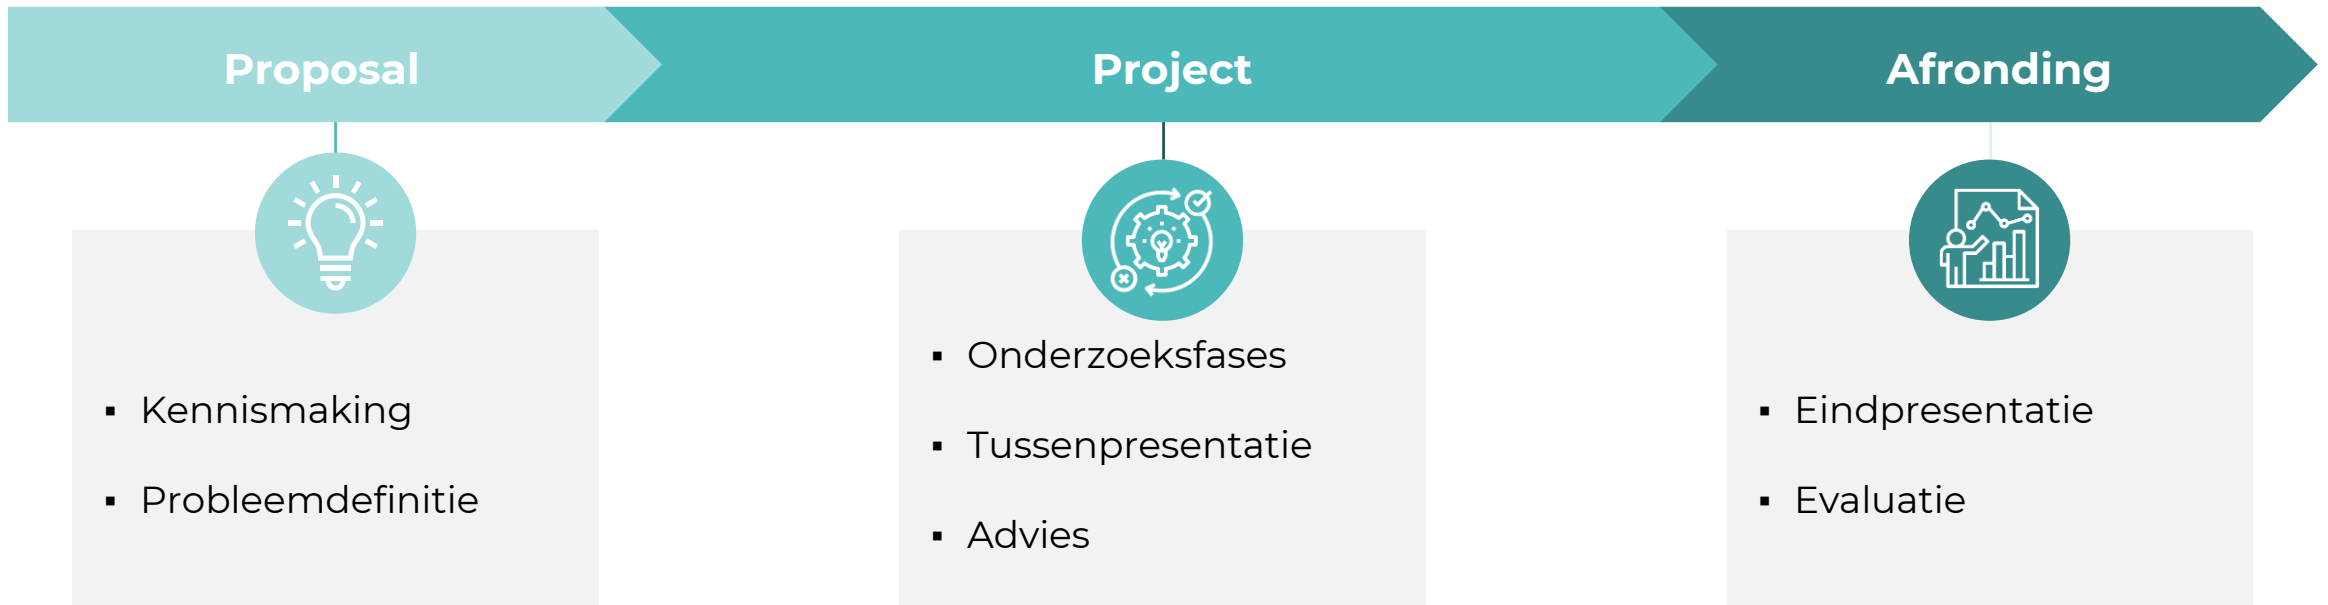 Proposal
Project
Afronding
▪ Kennismaking
▪ Probleemdefinitie
▪ Onderzoeksfases
▪ Tussenpresentatie
▪ Advies
▪ Eindpresentatie
▪ Evaluatie